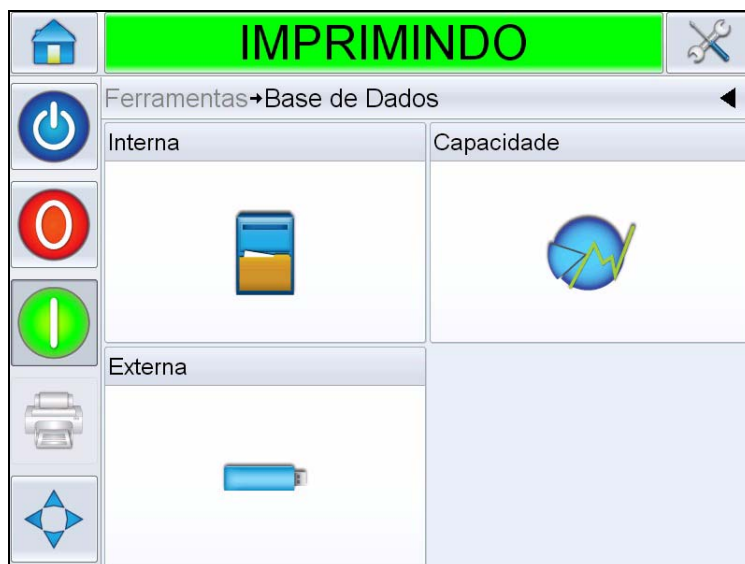 IMPRIMINDO
Ferramentas→Base de Dados
Interna
Capacidade
Externa